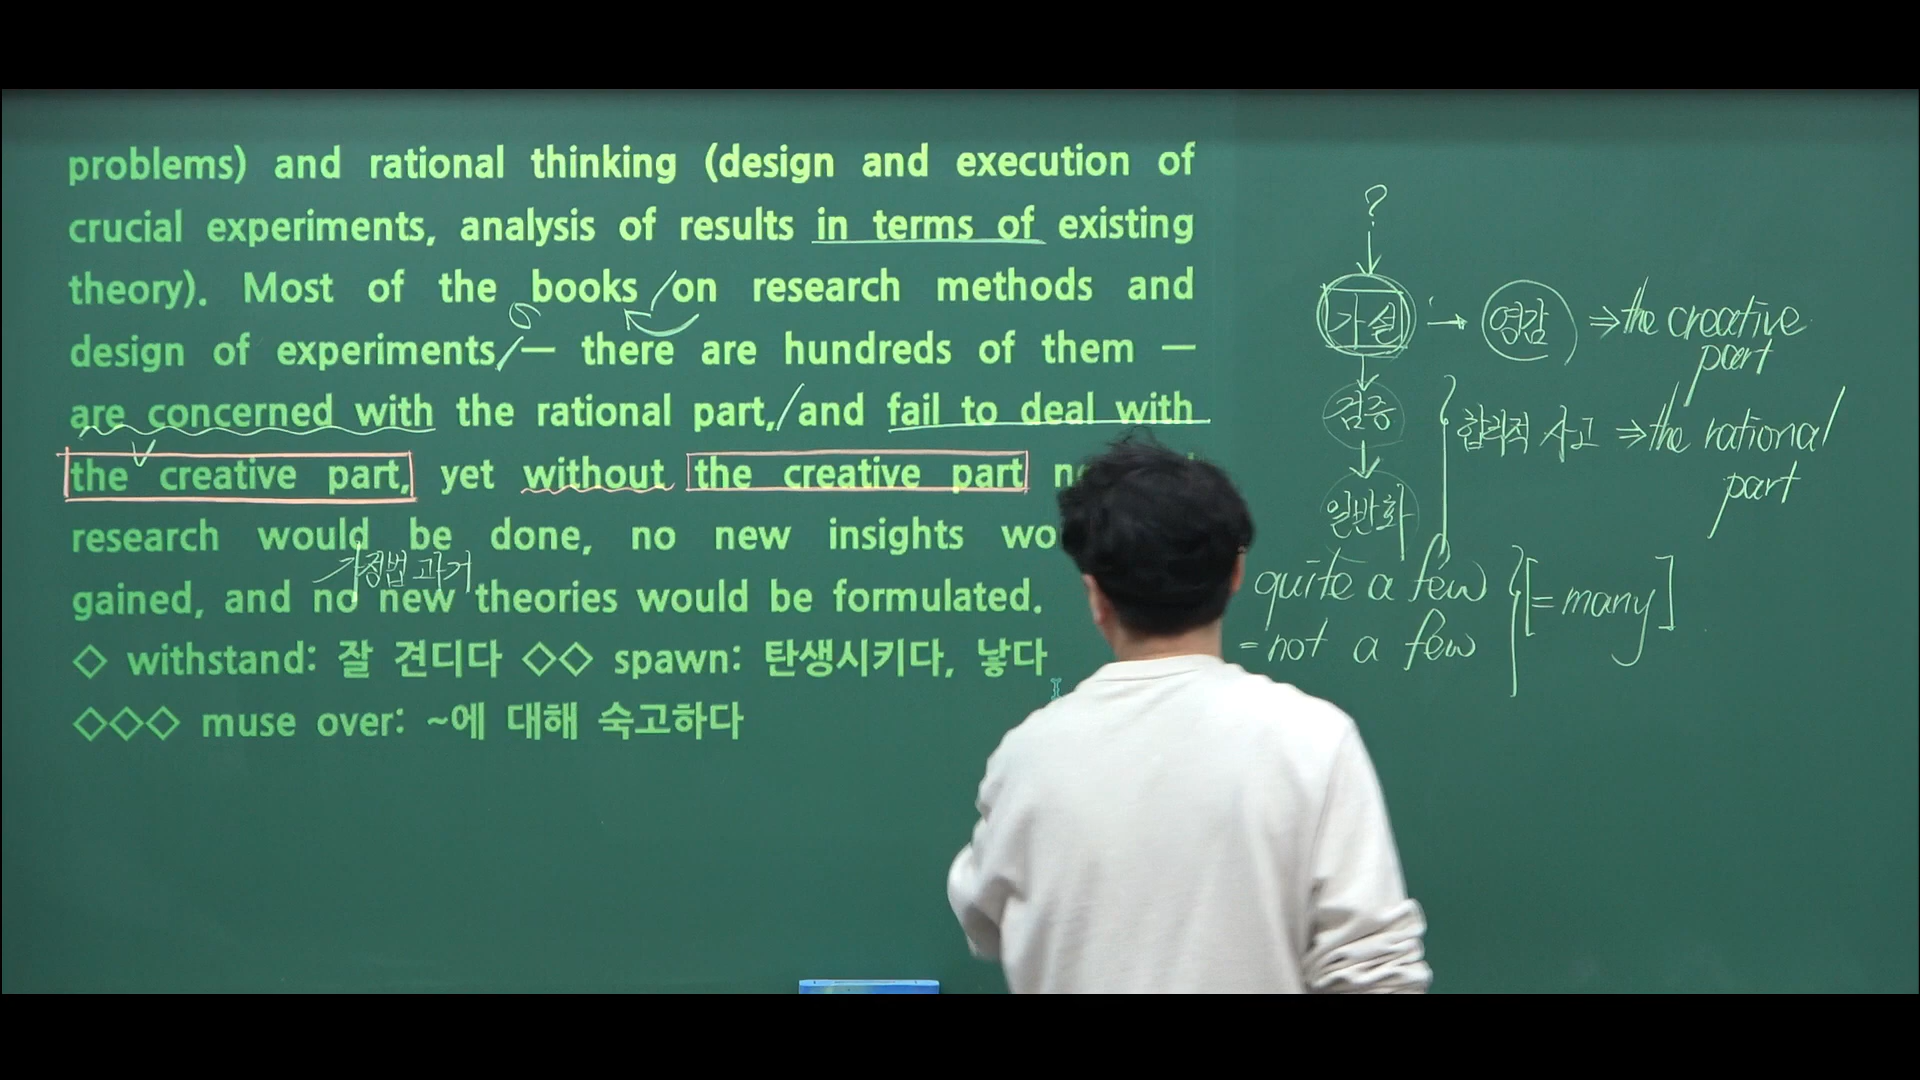 problems) and rational thinking (design and execution of
crucial experiments, analysis of results in terms of existing
theory). Most of the books on research methods and
design of experiments — there are hundreds of them —
are concerned with the rational part, and fail to deal with
the creative part, yet without the creative part
research would be done, no new insights
가정법 과거
gained, and no new theories would be formulated.
◇ withstand: 잘 견디다 ◇◇ spawn: 탄생시키다, 낳다
◇◇◇ muse over: ~에 대해 숙고하다
?
가설 → 영감 ⇒ the creative
part
검증
합리적 사고 ⇒ the rational
part
일반화
quite a few
= not a few
[= many]